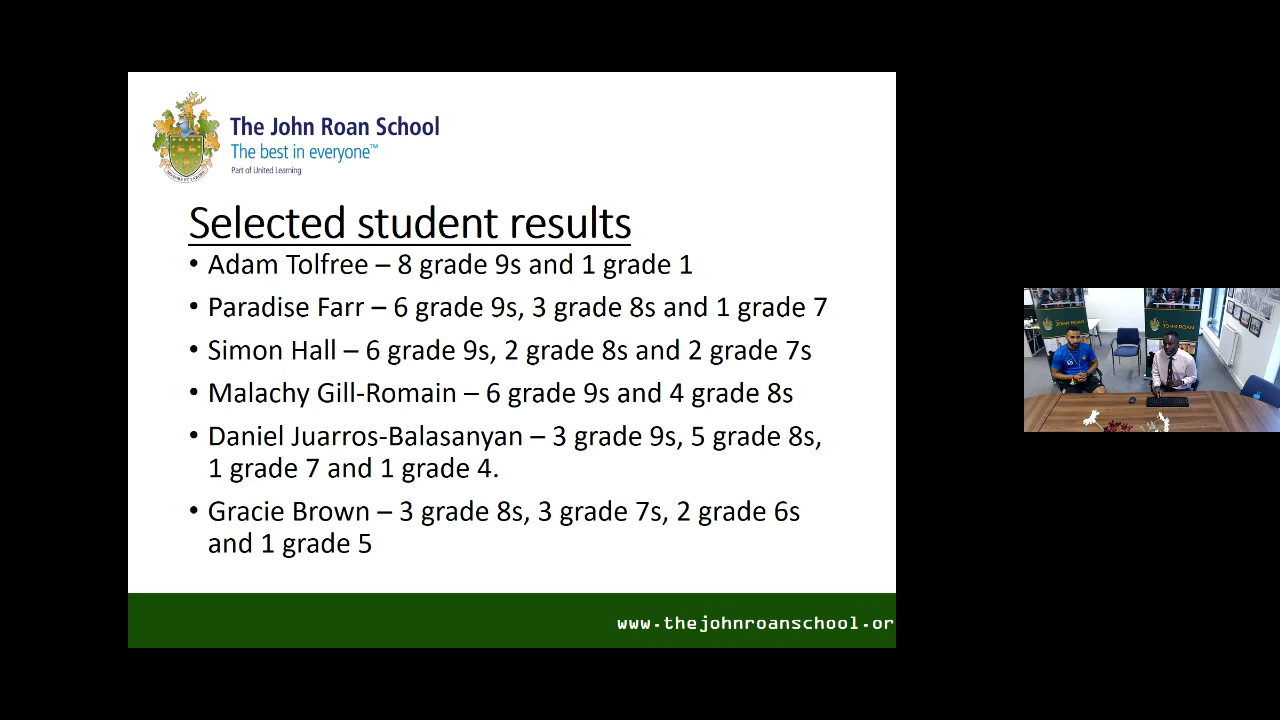 The John Roan School
The best in everyone™
Part of United Learning
Selected student results
• Adam Tolfree – 8 grade 9s and 1 grade 1
• Paradise Farr – 6 grade 9s, 3 grade 8s and 1 grade 7
• Simon Hall – 6 grade 9s, 2 grade 8s and 2 grade 7s
• Malachy Gill-Romain – 6 grade 9s and 4 grade 8s
• Daniel Juarros-Balasanyan – 3 grade 9s, 5 grade 8s,
1 grade 7 and 1 grade 4.
• Gracie Brown – 3 grade 8s, 3 grade 7s, 2 grade 6s
and 1 grade 5
www.thejohnroanschool.or
JOHN ROAN
JOHN ROAN